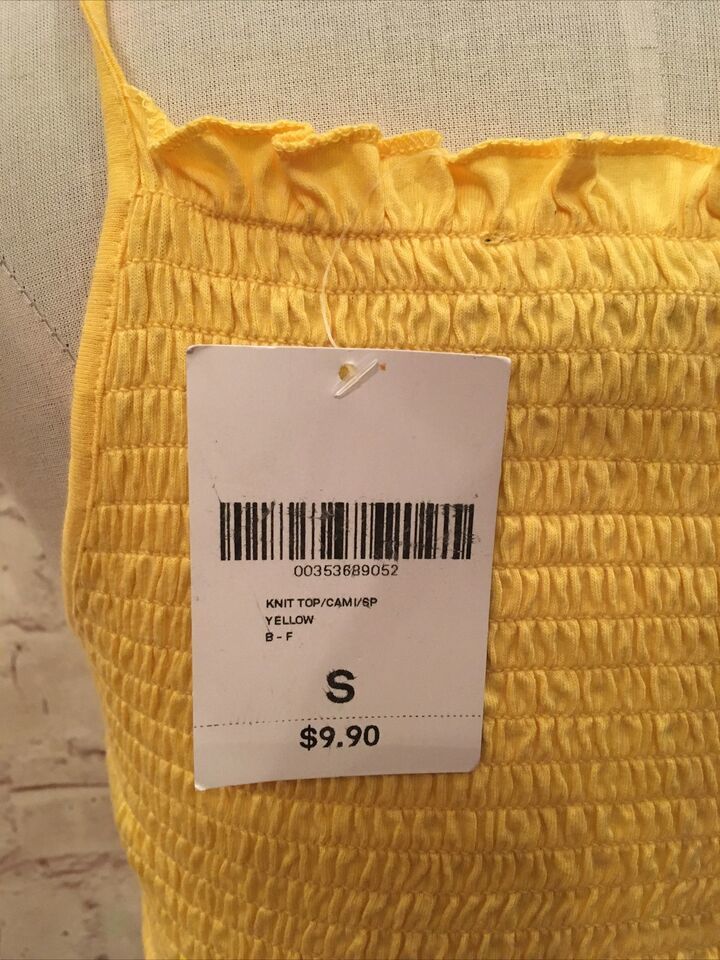 00353689052
KNIT TOP/CAMI/SP
YELLOW
B - F
S
$9.90